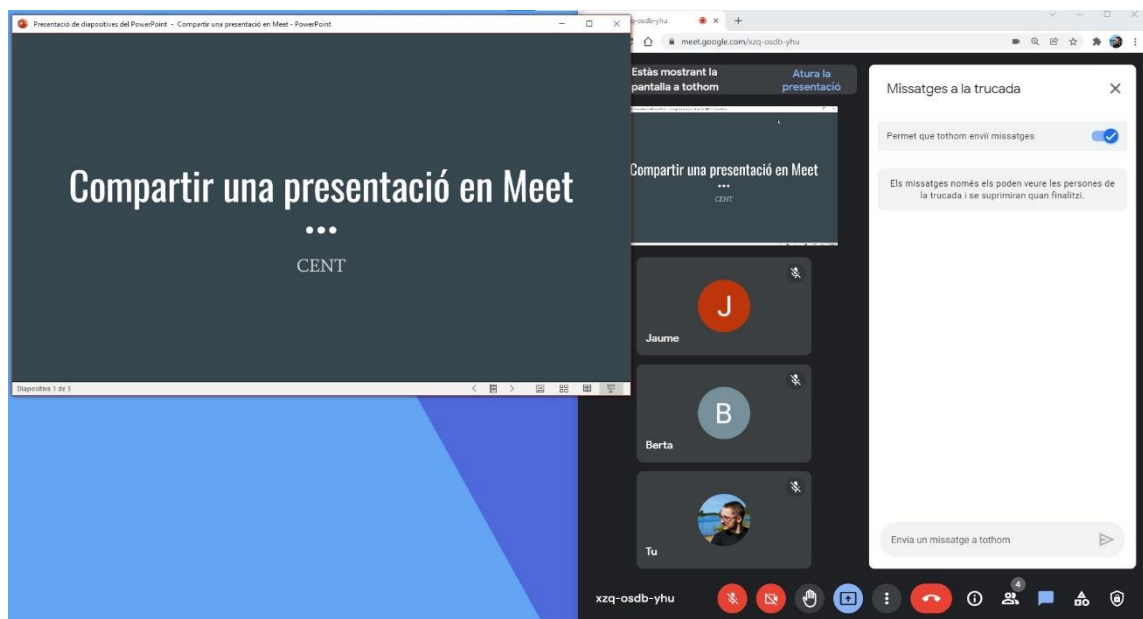 Presentació de diapositives del PowerPoint - Compartir una presentació en Meet - PowerPoint
Compartir una presentació en Meet
CENT
Diapositiva 1 de 3
meet.google.com/xzq-osdb-yhu
Estàs mostrant la
pantalla a tothom
Atura la
presentació
Compartir una presentació en Meet
CENT
J
Jaume
B
Berta
Tu
Missatges a la trucada
Permet que tothom enviï missatges
Els missatges només els poden veure les persones de
la trucada i se suprimiran quan finalitzi.
Envia un missatge a tothom
xzq-osdb-yhu
4